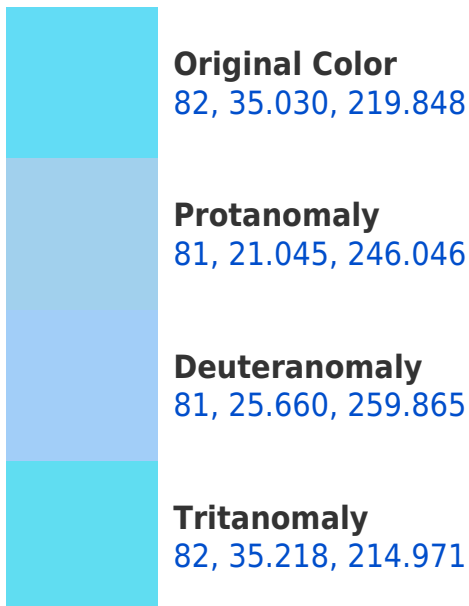 Original Color
82, 35.030, 219.848
Protanomaly
81, 21.045, 246.046
Deuteranomaly
81, 25.660, 259.865
Tritanomaly
82, 35.218, 214.971